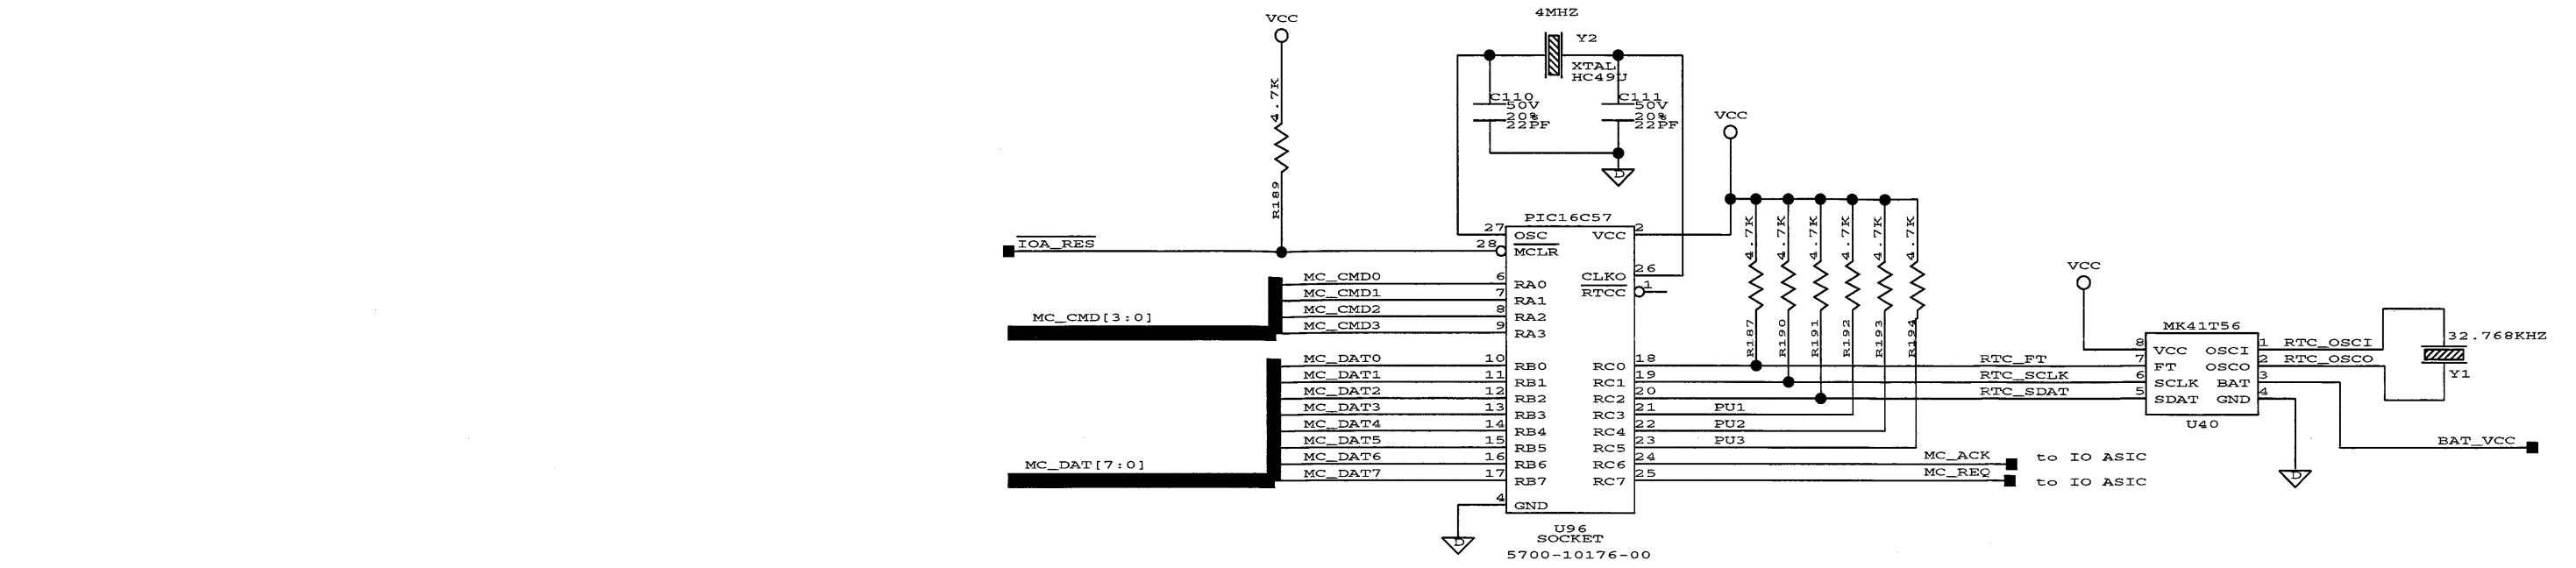 4MHZ
VCC
Y2
XTAL
HC49U
4.7K
R189
C110
50V
20%
22PF
C111
50V
20%
22PF
D
VCC
IOA_RES
PIC16C57
27 OSC VCC 2
28 MCLR
CLKO 26
RTCC 1
MC_CMD[3:0]
MC_CMD0 6 RA0
MC_CMD1 7 RA1
MC_CMD2 8 RA2
MC_CMD3 9 RA3
MC_DAT[7:0]
MC_DAT0 10 RB0 RC0 18
MC_DAT1 11 RB1 RC1 19
MC_DAT2 12 RB2 RC2 20
MC_DAT3 13 RB3 RC3 21 PU1
MC_DAT4 14 RB4 RC4 22 PU2
MC_DAT5 15 RB5 RC5 23 PU3
MC_DAT6 16 RB6 RC6 24 MC_ACK to IO ASIC
MC_DAT7 17 RB7 RC7 25 MC_REQ to IO ASIC
4 GND
D
U96
SOCKET
5700-10176-00
4.7K
4.7K
4.7K
4.7K
4.7K
4.7K
R187
R190
R191
R192
R193
R194
VCC
MK41T56
8 VCC OSCI 1 RTC_OSCI
RTC_FT 7 FT OSCO 2 RTC_OSCO
RTC_SCLK 6 SCLK BAT 3
RTC_SDAT 5 SDAT GND 4
U40
32.768KHZ
Y1
BAT_VCC
D